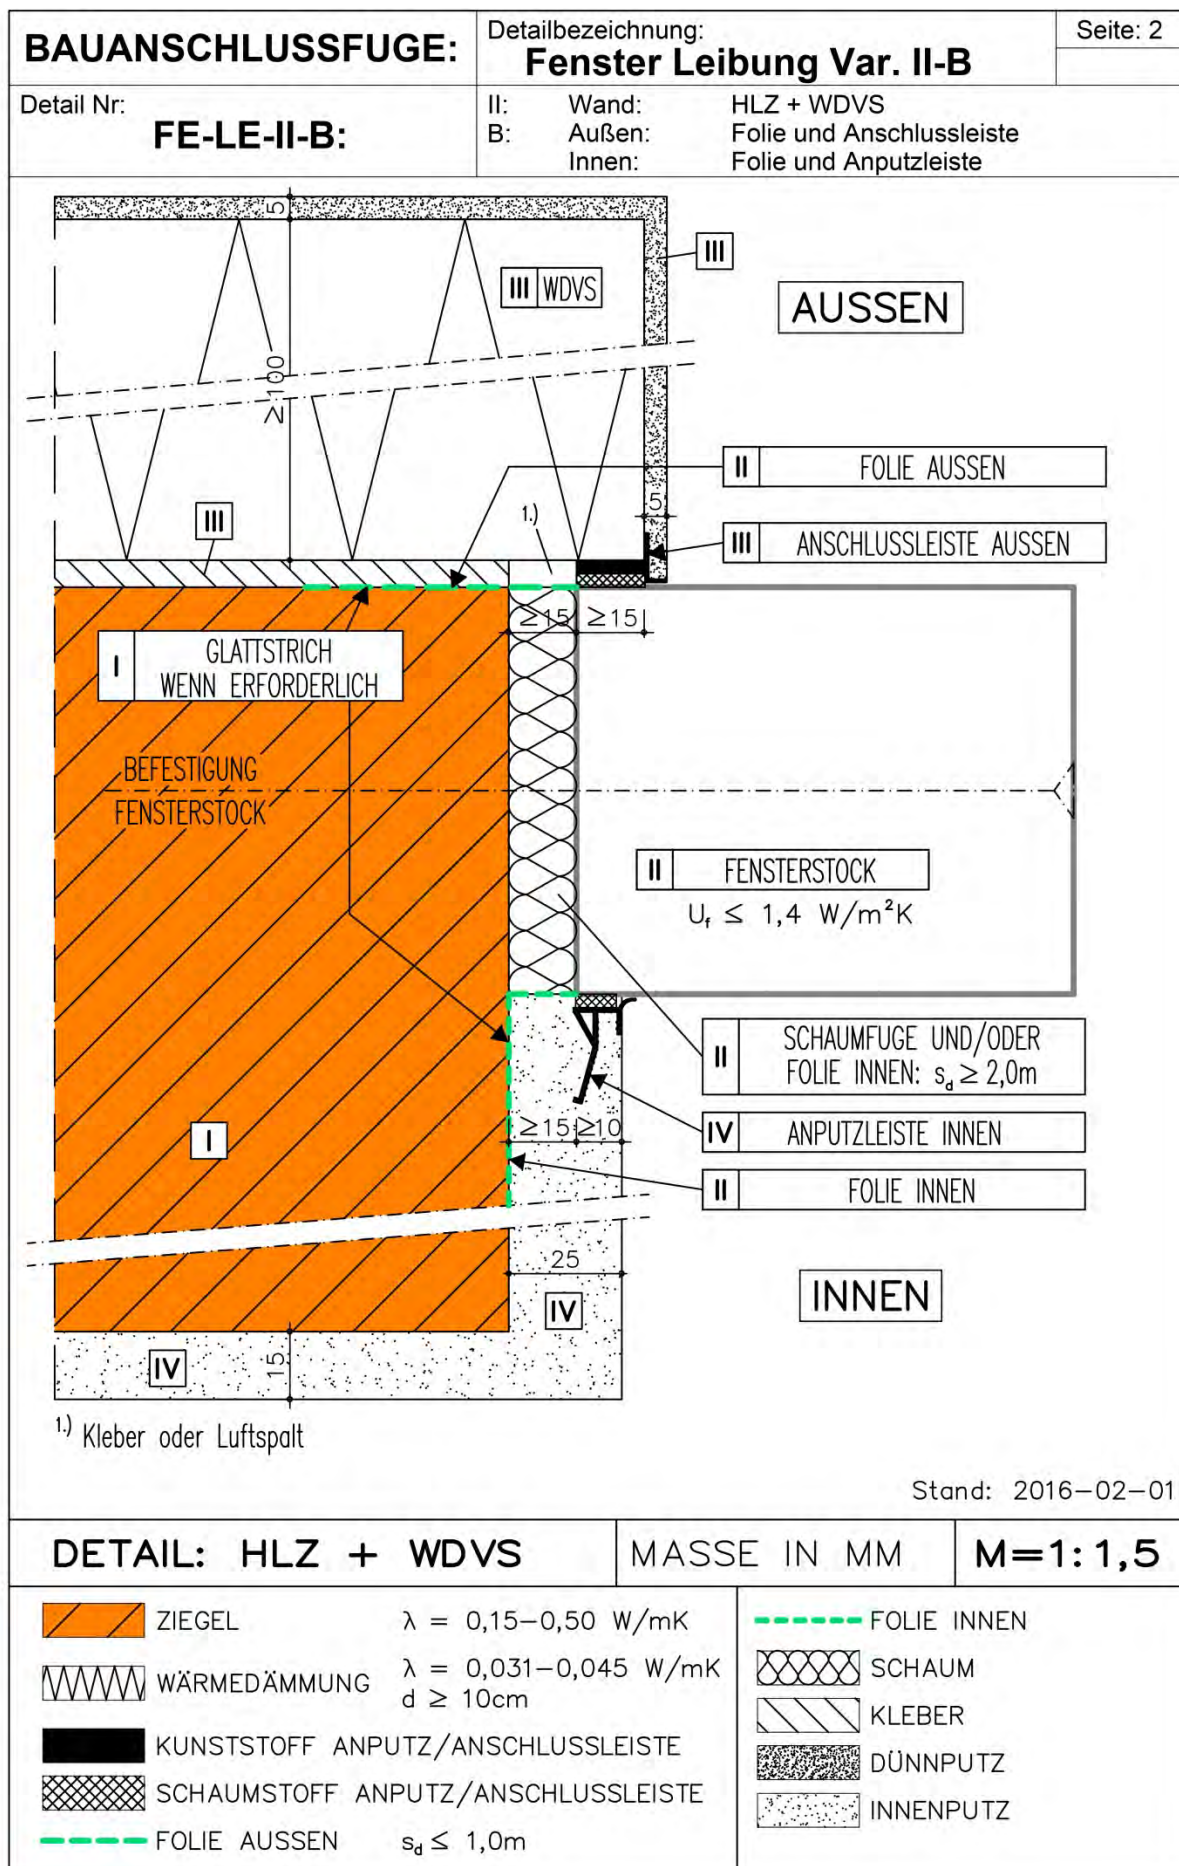 BAUANSCHLUSSFUGE:
Detailbezeichnung:
Fenster Leibung Var. II-B
Seite: 2
Detail Nr:
FE-LE-II-B:
II: Wand: HLZ + WDVS
B: Außen: Folie und Anschlussleiste
Innen: Folie und Anputzleiste
5
III
III WDVS
AUSSEN
≥100
II FOLIE AUSSEN
III
1.)
5
III ANSCHLUSSLEISTE AUSSEN
≥15 ≥15
I GLATTSTRICH
WENN ERFORDERLICH
BEFESTIGUNG
FENSTERSTOCK
II FENSTERSTOCK
Uf ≤ 1,4 W/m²K
II SCHAUMFUGE UND/ODER
FOLIE INNEN: sd ≥ 2,0m
I
≥15 ≥10
IV ANPUTZLEISTE INNEN
II FOLIE INNEN
25
INNEN
IV
IV
15
1.) Kleber oder Luftspalt
Stand: 2016-02-01
DETAIL: HLZ + WDVS
MASSE IN MM
M=1:1,5
ZIEGEL λ = 0,15-0,50 W/mK
WÄRMEDÄMMUNG λ = 0,031-0,045 W/mK
d ≥ 10cm
KUNSTSTOFF ANPUTZ/ANSCHLUSSLEISTE
SCHAUMSTOFF ANPUTZ/ANSCHLUSSLEISTE
FOLIE AUSSEN sd ≤ 1,0m
FOLIE INNEN
SCHAUM
KLEBER
DÜNNPUTZ
INNENPUTZ